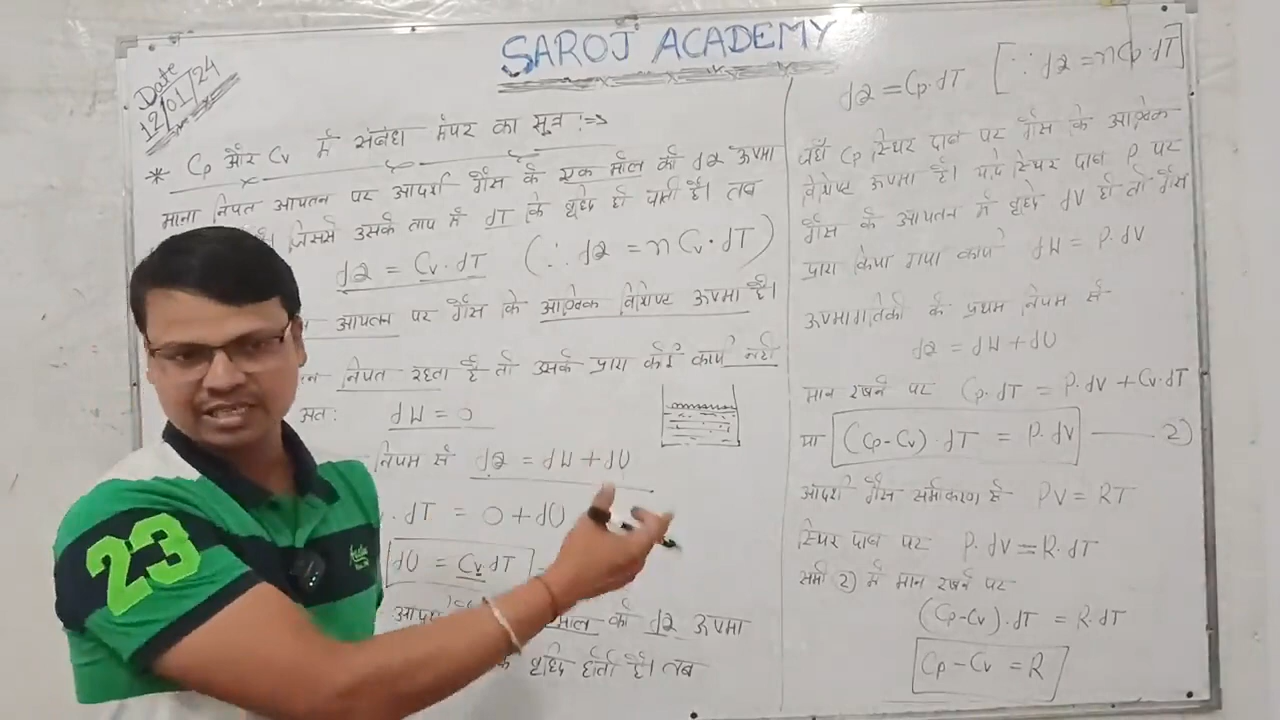 SAROJ ACADEMY
Date
12/01/24
* Cp और Cv में संबंध मेयर का सूत्र :⇒
माना नियत आयतन पर आदर्श गैस के एक मोल को dQ ऊष्मा
जिससे उसके ताप में dT कि वृद्धि हो जाती है। तब
dQ = Cv·dT (∵ dQ = nCv·dT)
आयतन पर गैस कि आण्विक विशिष्ट ऊष्मा है।
नियत रहता है तो उसके द्वारा कोई कार्य नही
अतः dW = 0
नियम से dQ = dW + dU
. dT = 0 + dU
dU = Cv·dT
मोल को dQ ऊष्मा
वृद्धि होती है। तब
dQ = Cp·dT [∵ dQ = nCp·dT]
यहाँ Cp स्थिर दाब पर गैस के आण्विक
विशिष्ट ऊष्मा है। यदि स्थिर दाब P पर
गैस के आयतन में वृद्धि dV हो तो गैस
द्वारा किया गया कार्य dW = P·dV
ऊष्मागतिकी के प्रथम नियम से
dQ = dW + dU
मान रखने पर Cp·dT = P·dV + Cv·dT
या (Cp-Cv)·dT = P·dV —— 2)
आदर्श गैस समीकरण है PV = RT
स्थिर दाब पर P·dV = R·dT
समी 2) में मान रखने पर
(Cp-Cv)·dT = R·dT
Cp-Cv = R
23